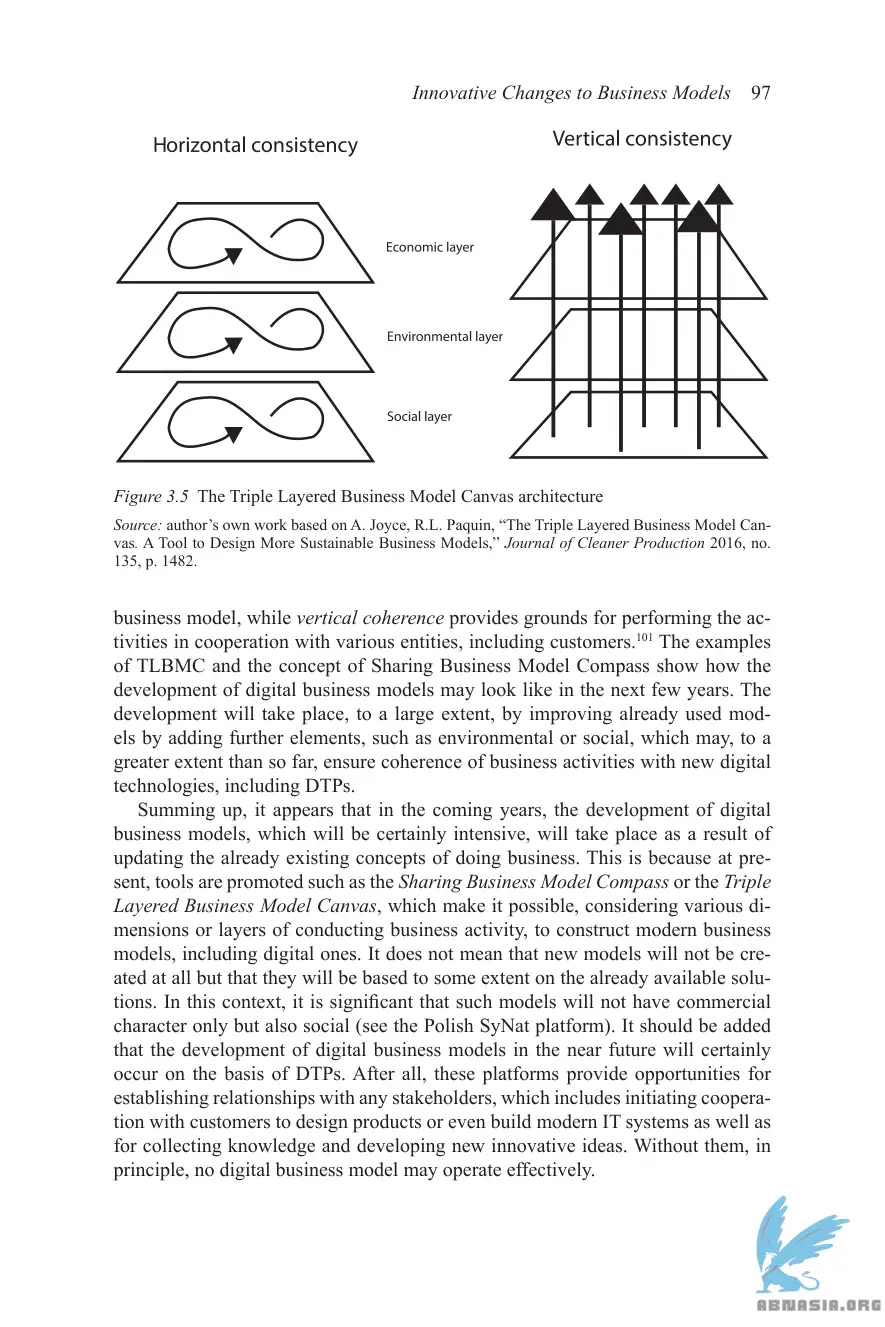 Innovative Changes to Business Models 97
Horizontal consistency
Vertical consistency
Economic layer
Environmental layer
Social layer
Figure 3.5 The Triple Layered Business Model Canvas architecture
Source: author’s own work based on A. Joyce, R.L. Paquin, “The Triple Layered Business Model Can-
vas. A Tool to Design More Sustainable Business Models,” Journal of Cleaner Production 2016, no.
135, p. 1482.
business model, while vertical coherence provides grounds for performing the ac-
tivities in cooperation with various entities, including customers.101 The examples
of TLBMC and the concept of Sharing Business Model Compass show how the
development of digital business models may look like in the next few years. The
development will take place, to a large extent, by improving already used mod-
els by adding further elements, such as environmental or social, which may, to a
greater extent than so far, ensure coherence of business activities with new digital
technologies, including DTPs.
Summing up, it appears that in the coming years, the development of digital
business models, which will be certainly intensive, will take place as a result of
updating the already existing concepts of doing business. This is because at pre-
sent, tools are promoted such as the Sharing Business Model Compass or the Triple
Layered Business Model Canvas, which make it possible, considering various di-
mensions or layers of conducting business activity, to construct modern business
models, including digital ones. It does not mean that new models will not be cre-
ated at all but that they will be based to some extent on the already available solu-
tions. In this context, it is significant that such models will not have commercial
character only but also social (see the Polish SyNat platform). It should be added
that the development of digital business models in the near future will certainly
occur on the basis of DTPs. After all, these platforms provide opportunities for
establishing relationships with any stakeholders, which includes initiating coopera-
tion with customers to design products or even build modern IT systems as well as
for collecting knowledge and developing new innovative ideas. Without them, in
principle, no digital business model may operate effectively.
ABNASIA.ORG